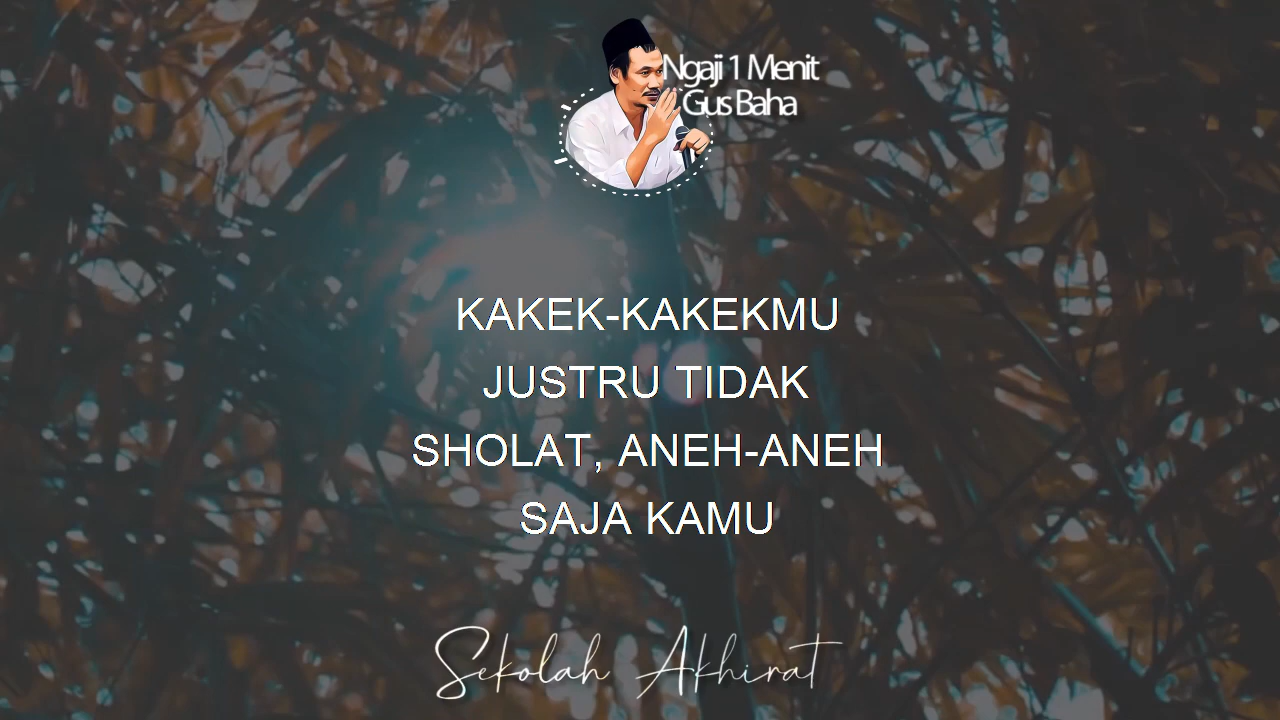 Ngaji 1 Menit
Gus Baha
KAKEK-KAKEKMU
JUSTRU TIDAK
SHOLAT, ANEH-ANEH
SAJA KAMU
Sekolah Akhirat